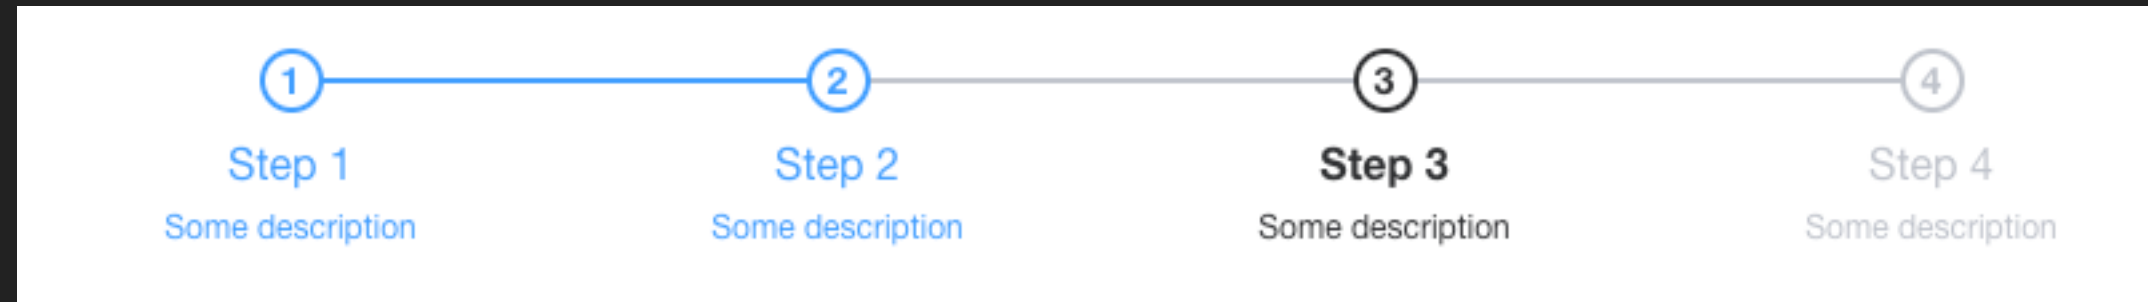 1 2 3 4
Step 1 Step 2 Step 3 Step 4
Some description Some description Some description Some description